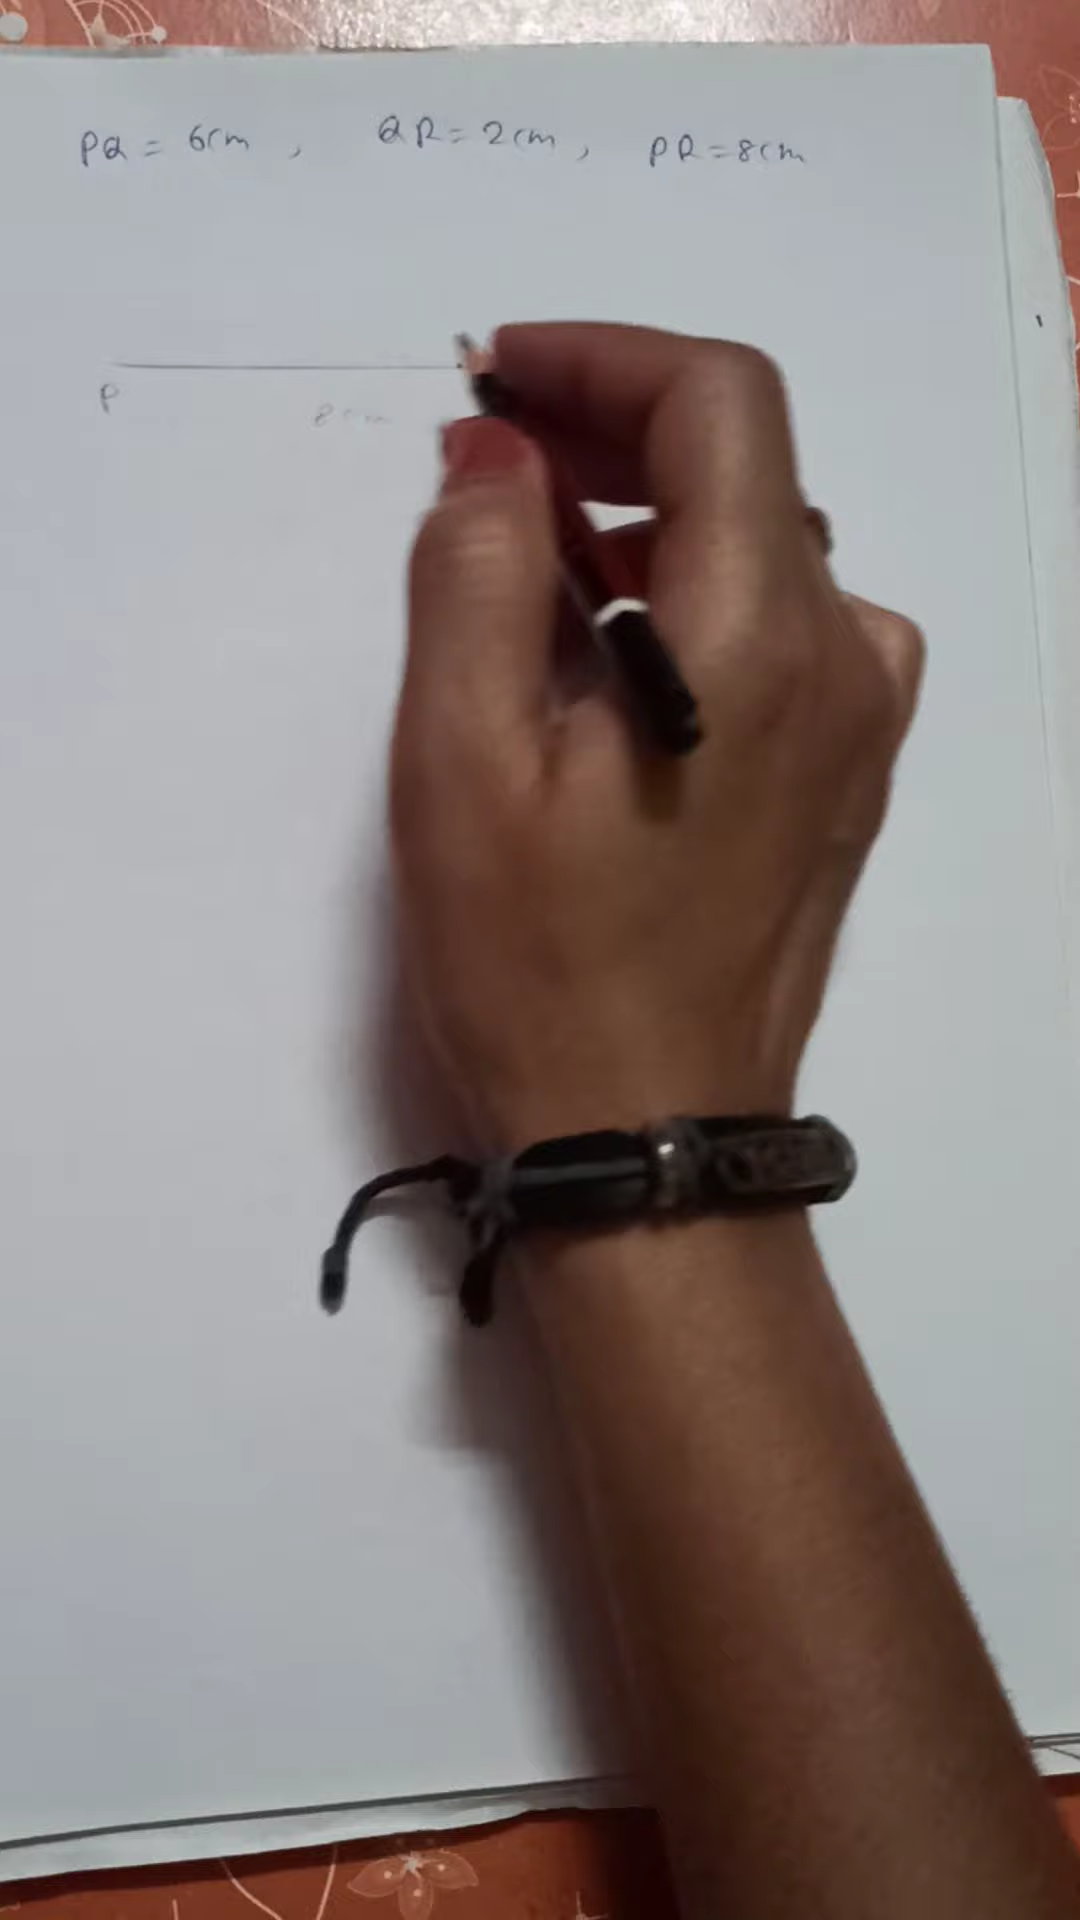 PQ = 6cm , QR = 2cm , PR = 8cm
P
8cm